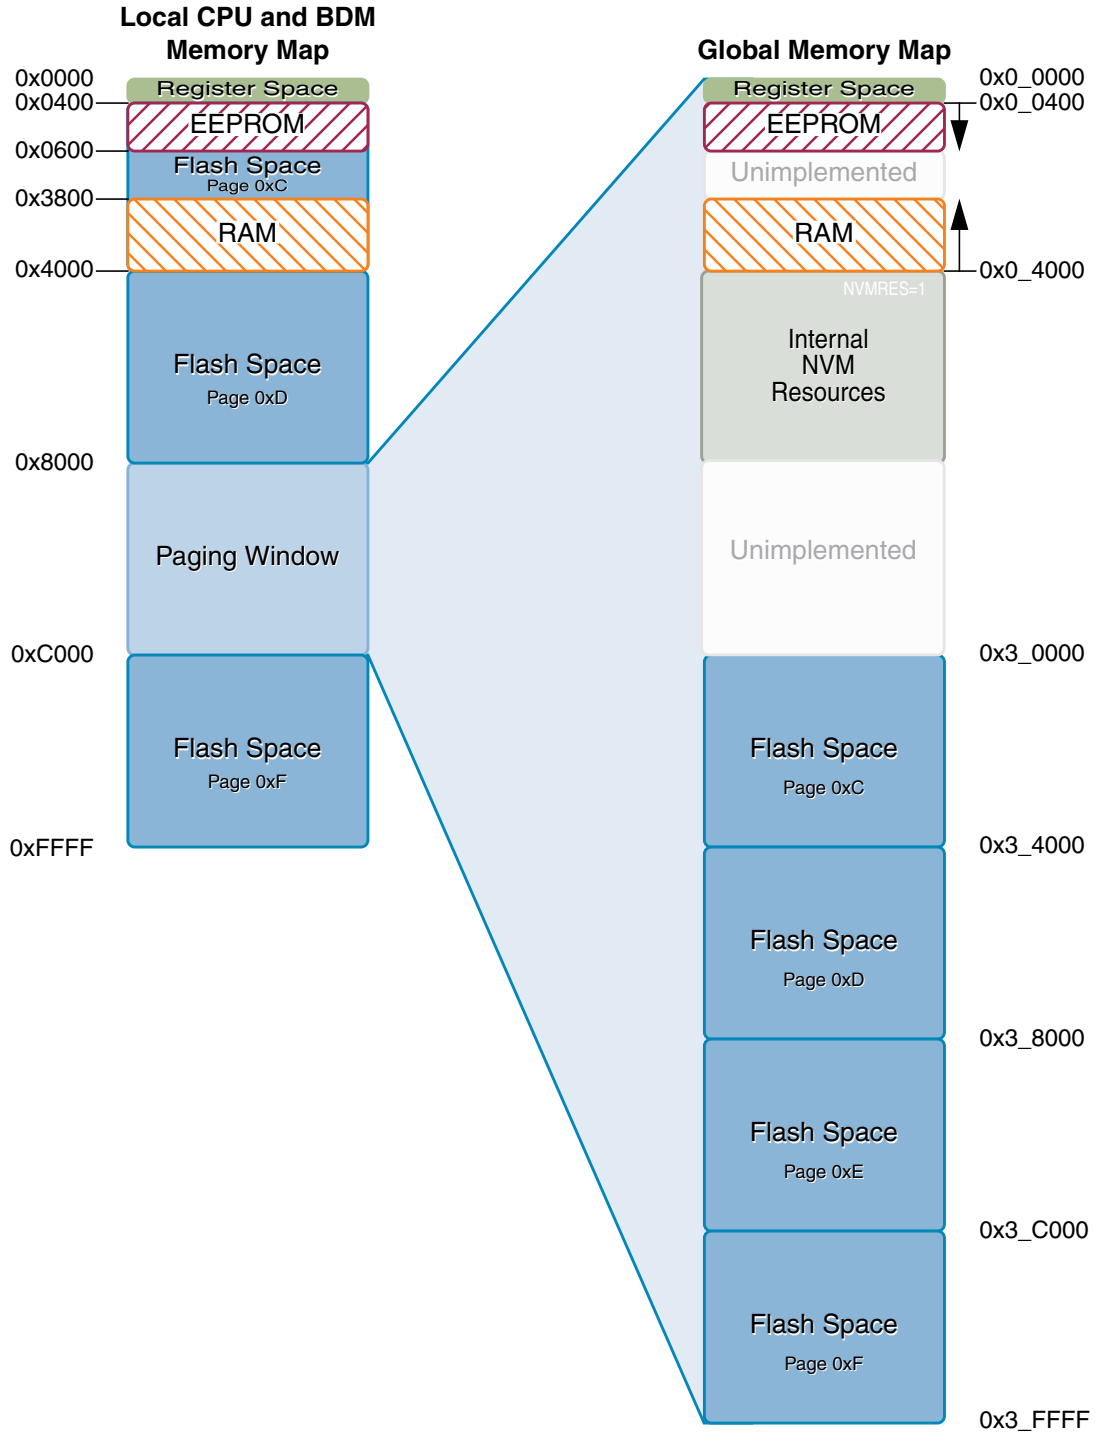 Local CPU and BDM
Memory Map
0x0000
0x0400
0x0600
0x3800
0x4000
0x8000
0xC000
0xFFFF
Register Space
EEPROM
Flash Space
Page 0xC
RAM
Flash Space
Page 0xD
Paging Window
Flash Space
Page 0xF
Global Memory Map
Register Space
EEPROM
Unimplemented
RAM
NVMRES=1
Internal
NVM
Resources
Unimplemented
Flash Space
Page 0xC
Flash Space
Page 0xD
Flash Space
Page 0xE
Flash Space
Page 0xF
0x0_0000
0x0_0400
0x0_4000
0x3_0000
0x3_4000
0x3_8000
0x3_C000
0x3_FFFF